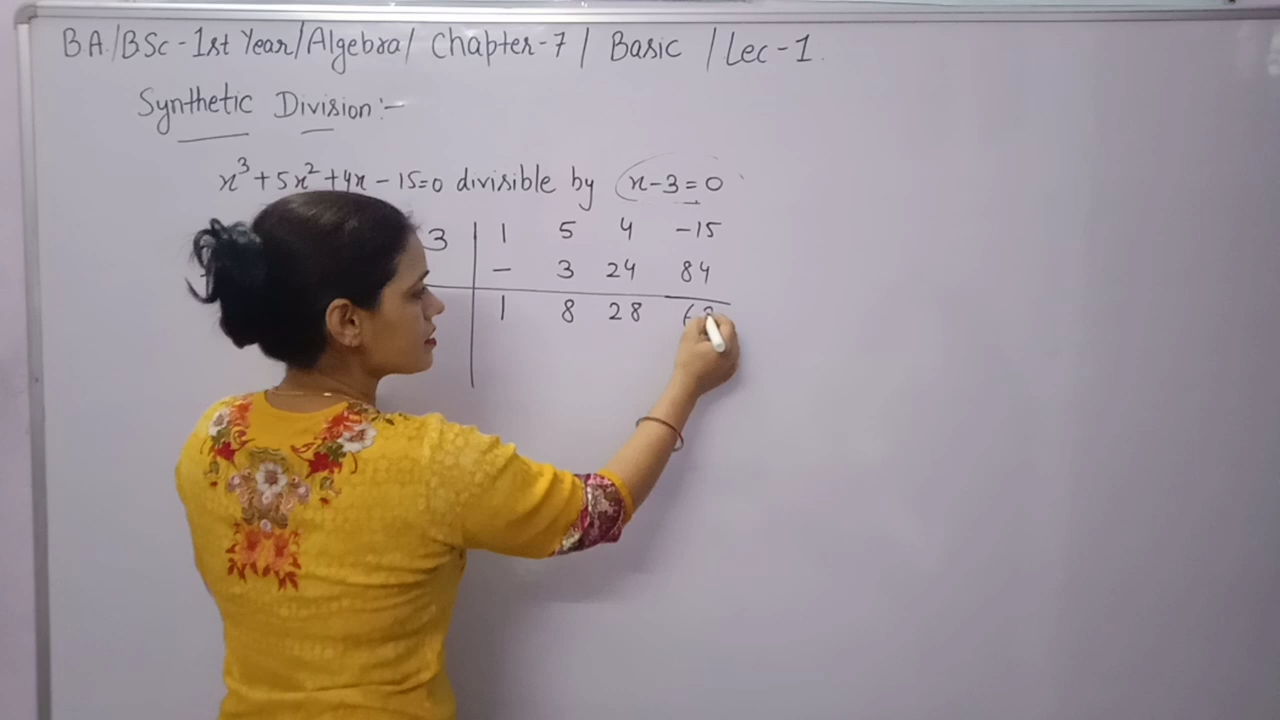 BA/BSc-1st Year/Algebra/ Chapter-7/ Basic /Lec-1.
Synthetic Division:-
x³+5x²+4x-15=0 divisible by x-3=0
3 | 1 5 4 -15
- 3 24 84
1 8 28